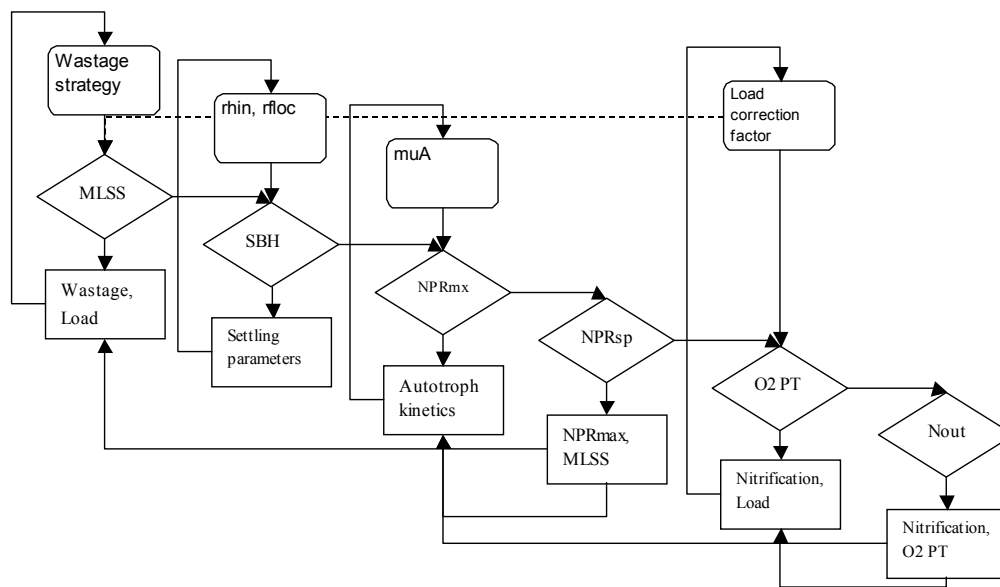 Wastage
strategy
rhin, rfloc
Load
correction
factor
muA
MLSS
SBH
NPRmx
Wastage,
Load
NPRsp
Settling
parameters
O2 PT
Autotroph
kinetics
Nout
NPRmax,
MLSS
Nitrification,
Load
Nitrification,
O2 PT